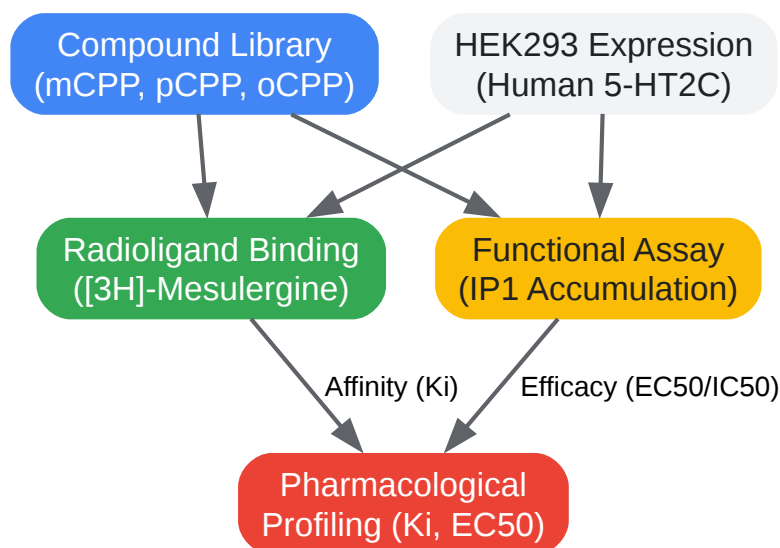 Compound Library
(mCPP, pCPP, oCPP)
HEK293 Expression
(Human 5-HT2C)
Radioligand Binding
([3H]-Mesulergine)
Functional Assay
(IP1 Accumulation)
Affinity (Ki)
Efficacy (EC50/IC50)
Pharmacological
Profiling (Ki, EC50)